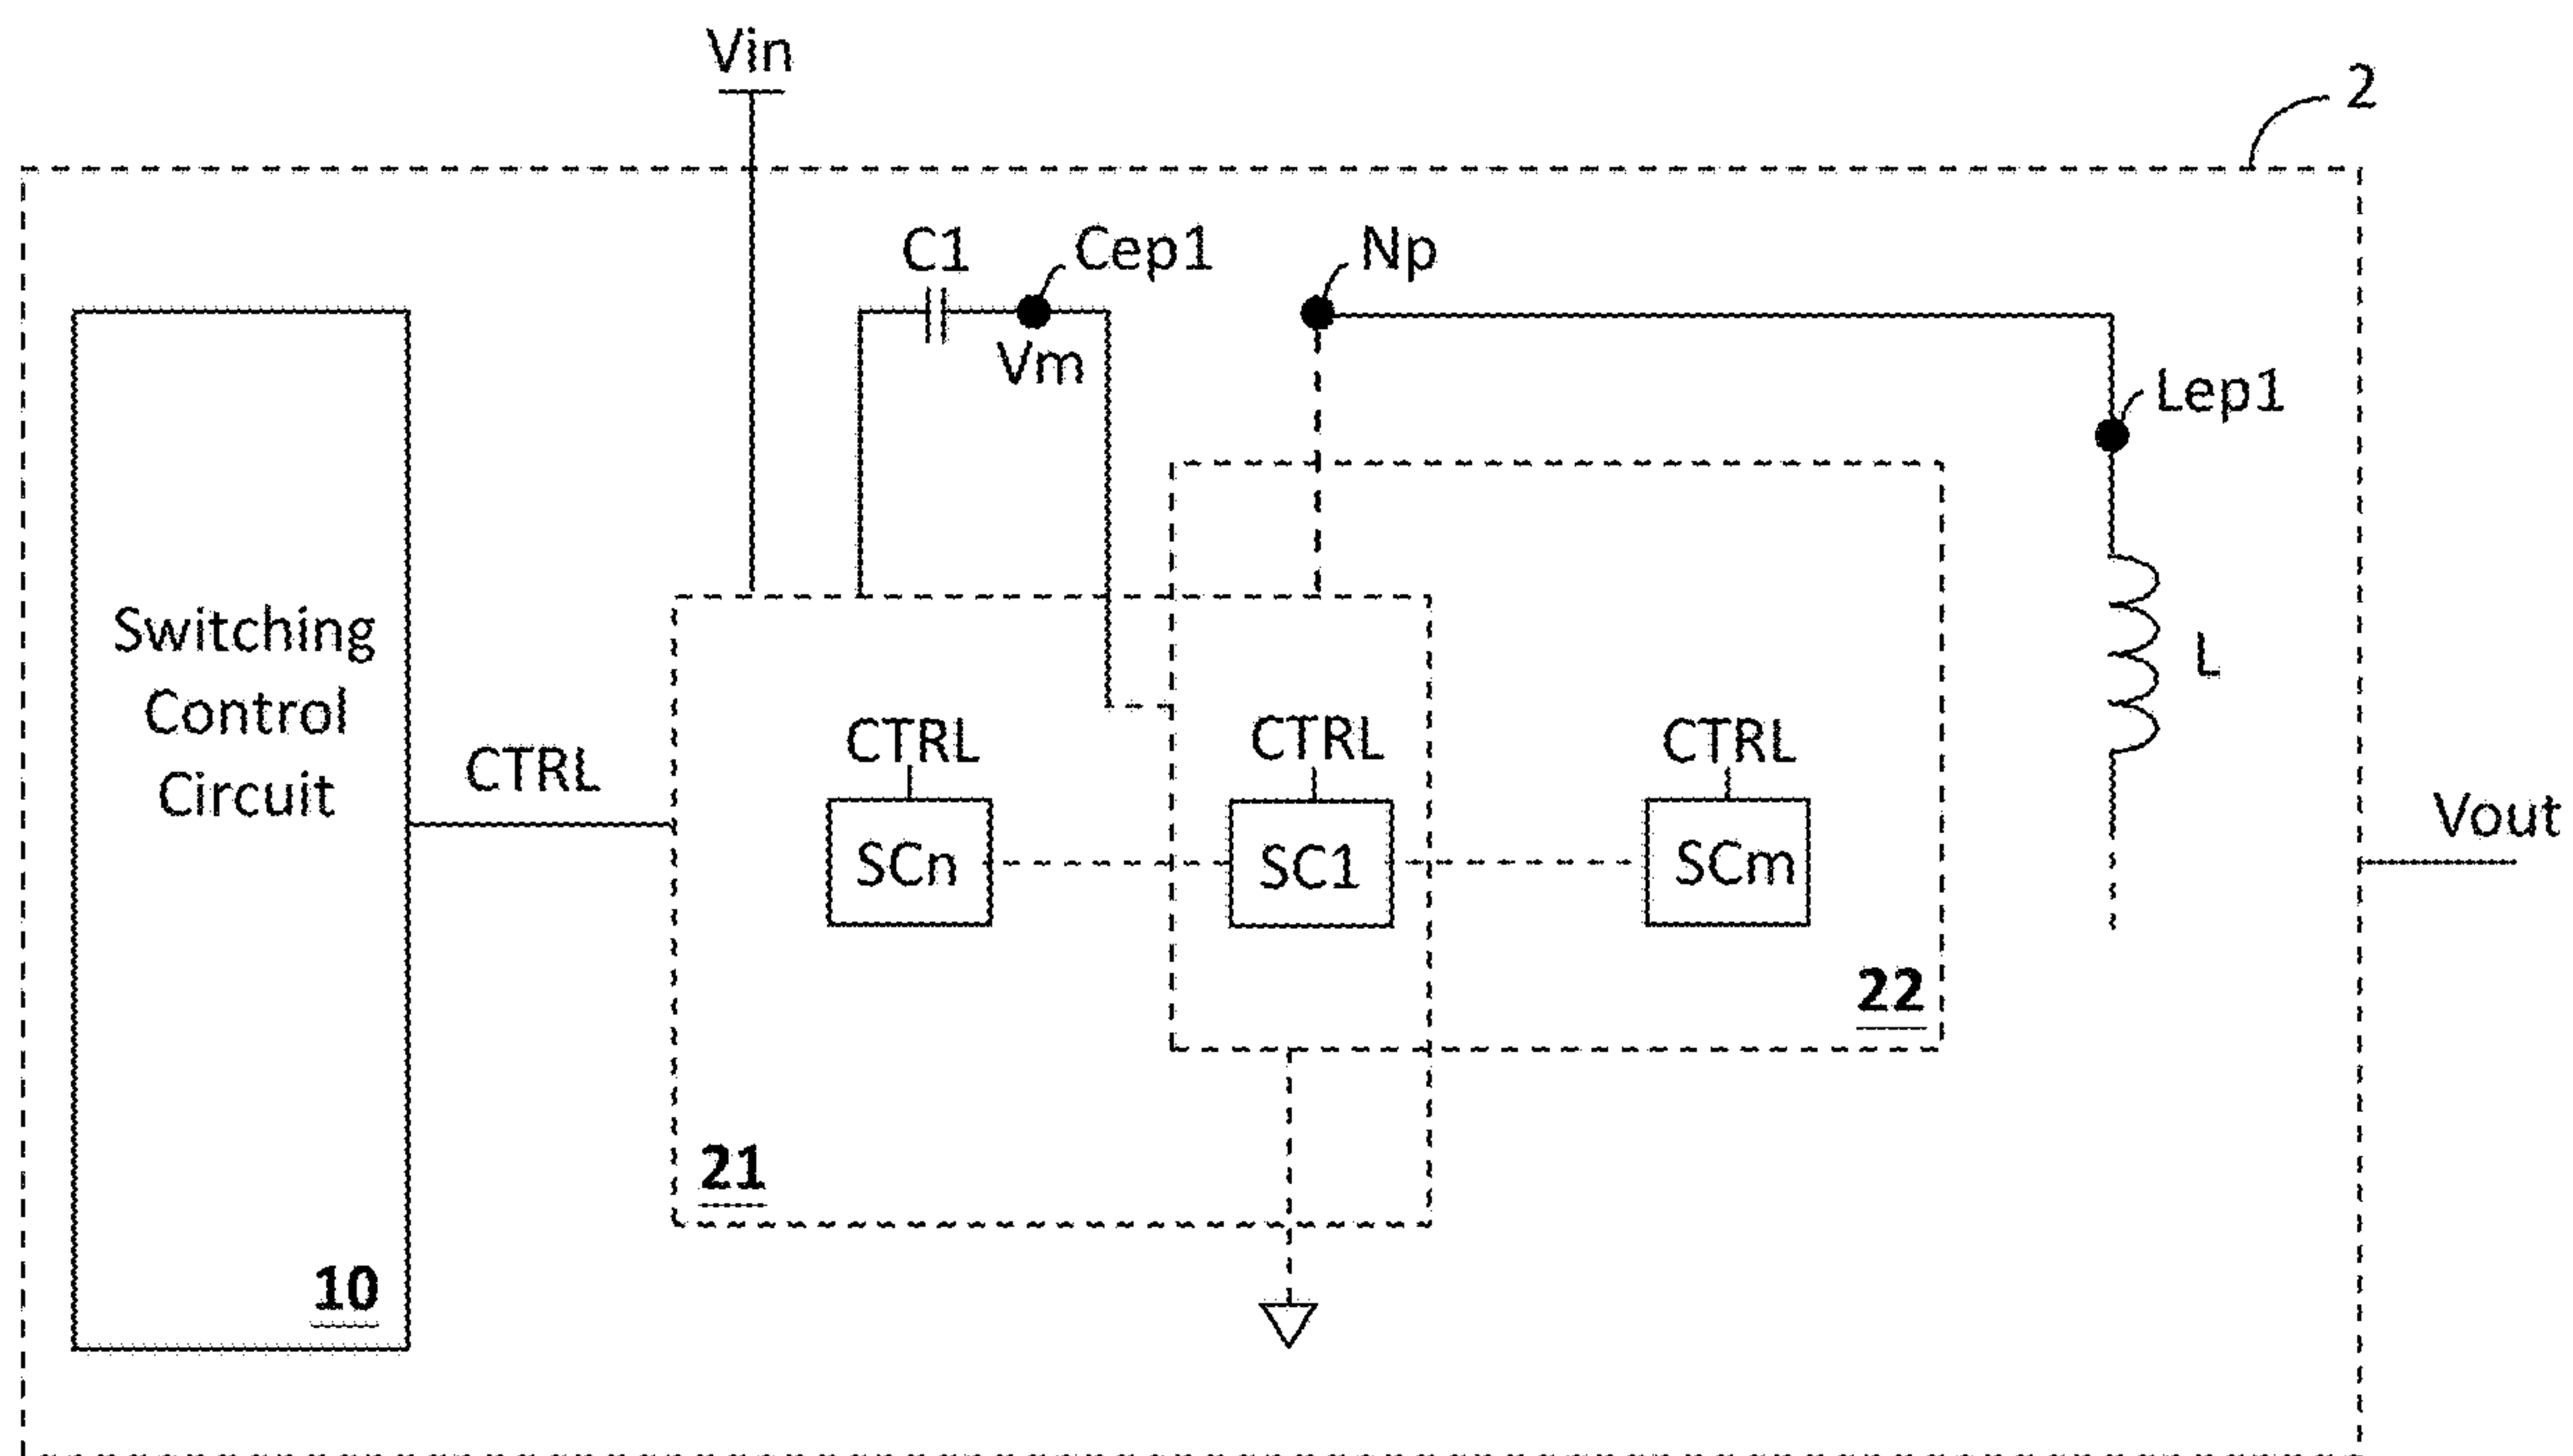 Vin
2
C1
Cep1
Np
Vm
Lep1
Switching
Control
Circuit
L
CTRL
CTRL
CTRL
CTRL
Vout
SCn
SC1
SCm
22
21
10